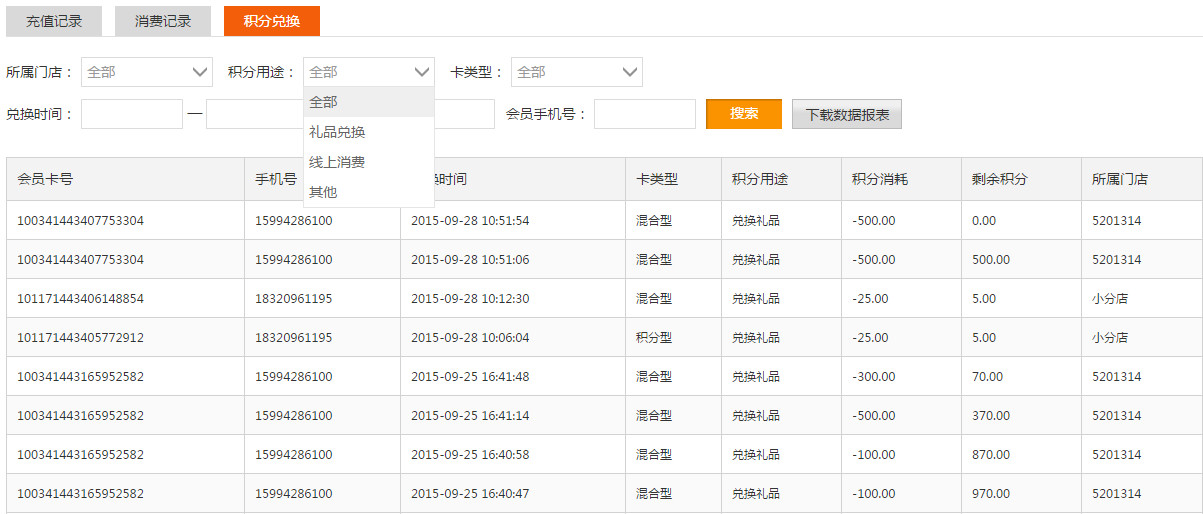 充值记录 消费记录 积分兑换
所属门店： 全部 积分用途： 全部 卡类型： 全部
兑换时间： — 会员手机号： 搜索 下载数据报表
全部
礼品兑换
线上消费
其他
会员卡号 手机号 时间 卡类型 积分用途 积分消耗 剩余积分 所属门店
100341443407753304 15994286100 2015-09-28 10:51:54 混合型 兑换礼品 -500.00 0.00 5201314
100341443407753304 15994286100 2015-09-28 10:51:06 混合型 兑换礼品 -500.00 500.00 5201314
101171443406148854 18320961195 2015-09-28 10:12:30 混合型 兑换礼品 -25.00 5.00 小分店
101171443405772912 18320961195 2015-09-28 10:06:04 积分型 兑换礼品 -25.00 5.00 小分店
100341443165952582 15994286100 2015-09-25 16:41:48 混合型 兑换礼品 -300.00 70.00 5201314
100341443165952582 15994286100 2015-09-25 16:41:14 混合型 兑换礼品 -500.00 370.00 5201314
100341443165952582 15994286100 2015-09-25 16:40:58 混合型 兑换礼品 -100.00 870.00 5201314
100341443165952582 15994286100 2015-09-25 16:40:47 混合型 兑换礼品 -100.00 970.00 5201314